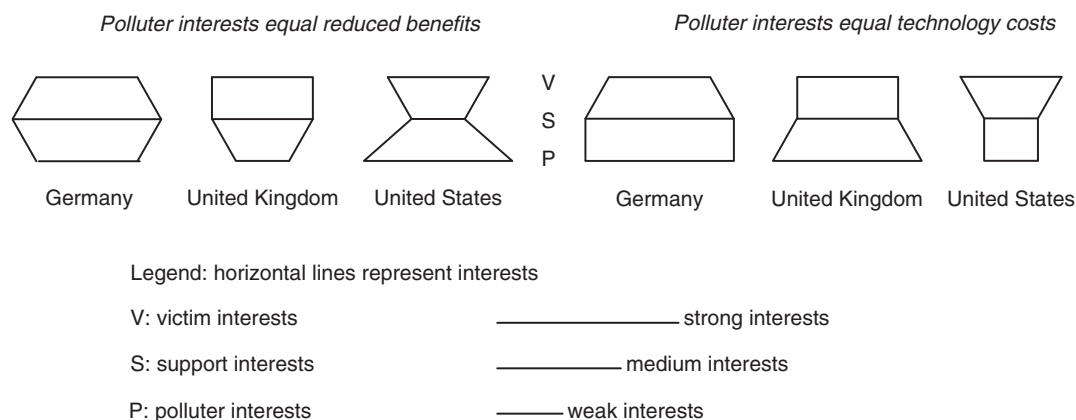 Polluter interests equal reduced benefits
Polluter interests equal technology costs
V
S
P
Germany United Kingdom United States Germany United Kingdom United States
Legend: horizontal lines represent interests
V: victim interests strong interests
S: support interests medium interests
P: polluter interests weak interests